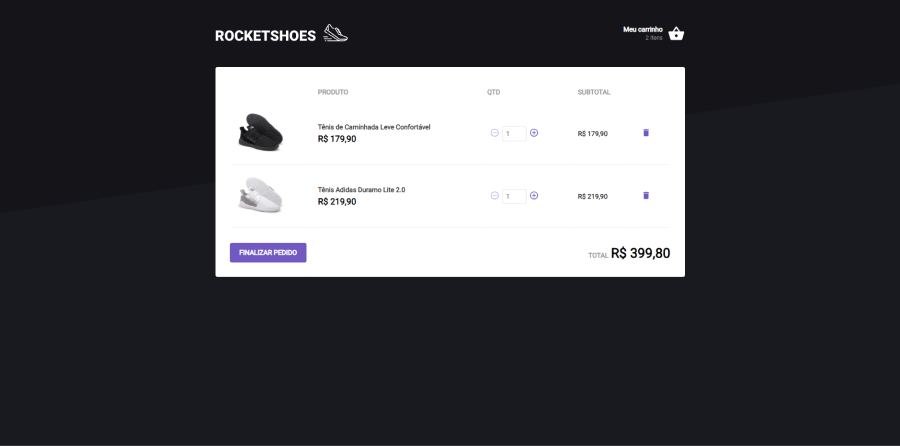 ROCKETSHOES
Meu carrinho
2 itens
PRODUTO QTD SUBTOTAL
Tênis de Caminhada Leve Confortável
R$ 179,90
1
R$ 179,90
Tênis Adidas Duramo Lite 2.0
R$ 219,90
1
R$ 219,90
FINALIZAR PEDIDO
TOTAL R$ 399,80